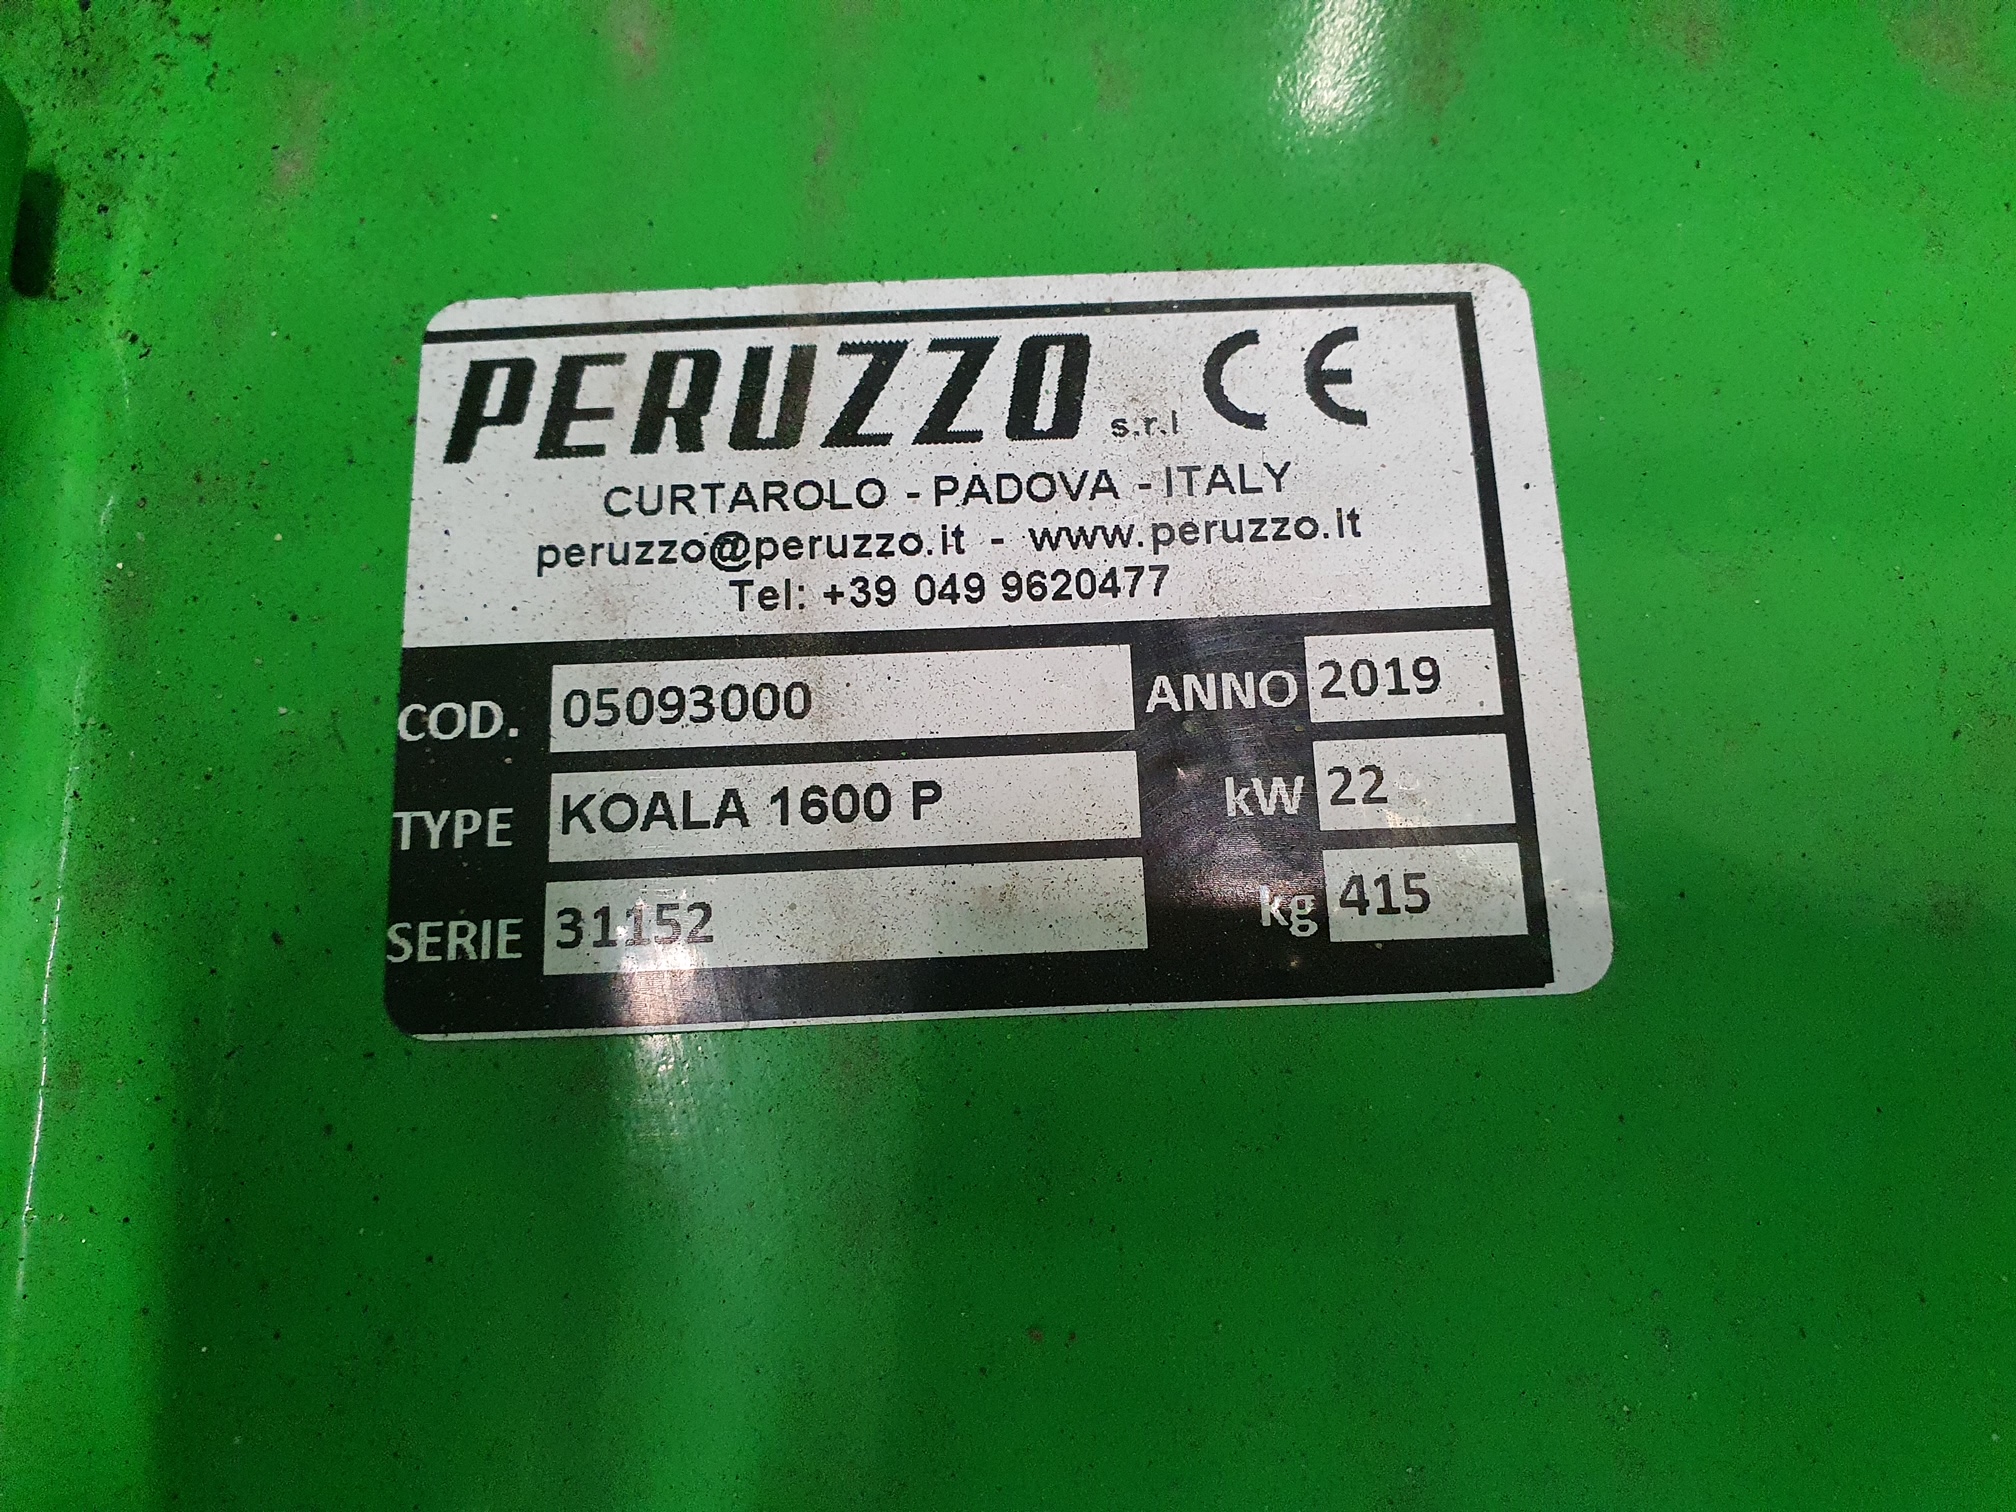 PERUZZO s.r.l CE
CURTAROLO - PADOVA - ITALY
peruzzo@peruzzo.it - www.peruzzo.it
Tel: +39 049 9620477
COD. 05093000 ANNO 2019
TYPE KOALA 1600 P kW 22
SERIE 31152 kg 415